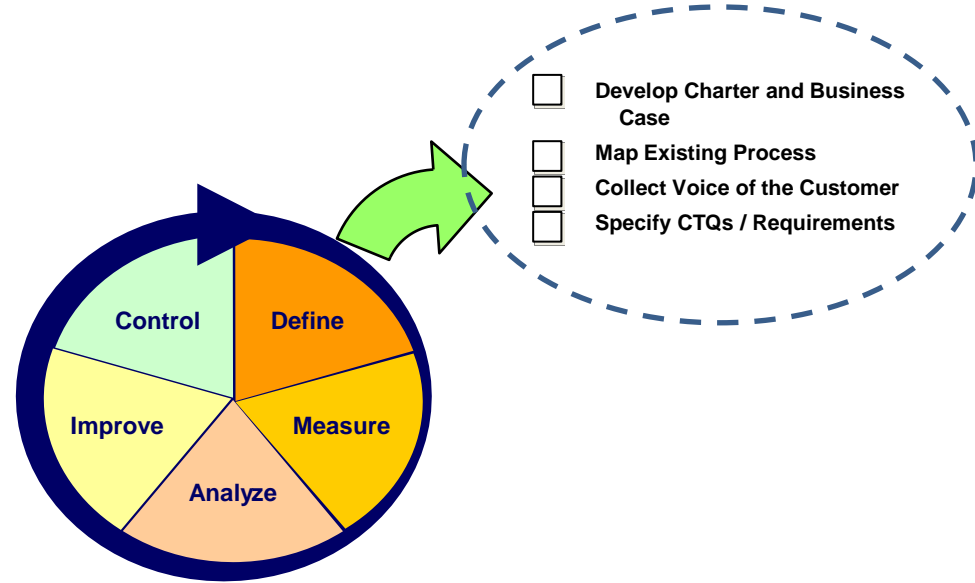 Develop Charter and Business
Case
Map Existing Process
Collect Voice of the Customer
Specify CTQs / Requirements
Control
Define
Improve
Measure
Analyze